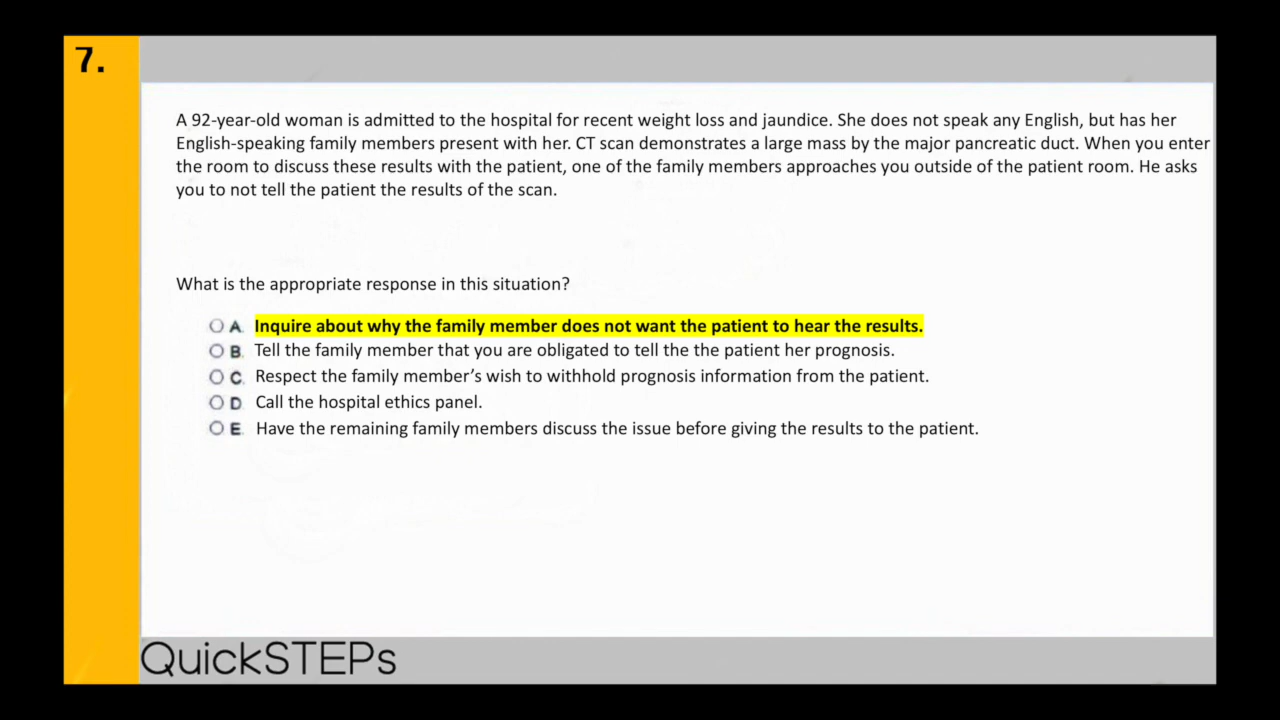 7.
A 92-year-old woman is admitted to the hospital for recent weight loss and jaundice. She does not speak any English, but has her
English-speaking family members present with her. CT scan demonstrates a large mass by the major pancreatic duct. When you enter
the room to discuss these results with the patient, one of the family members approaches you outside of the patient room. He asks
you to not tell the patient the results of the scan.
What is the appropriate response in this situation?
A. Inquire about why the family member does not want the patient to hear the results.
B. Tell the family member that you are obligated to tell the the patient her prognosis.
C. Respect the family member's wish to withhold prognosis information from the patient.
D. Call the hospital ethics panel.
E. Have the remaining family members discuss the issue before giving the results to the patient.
QuickSTEPs